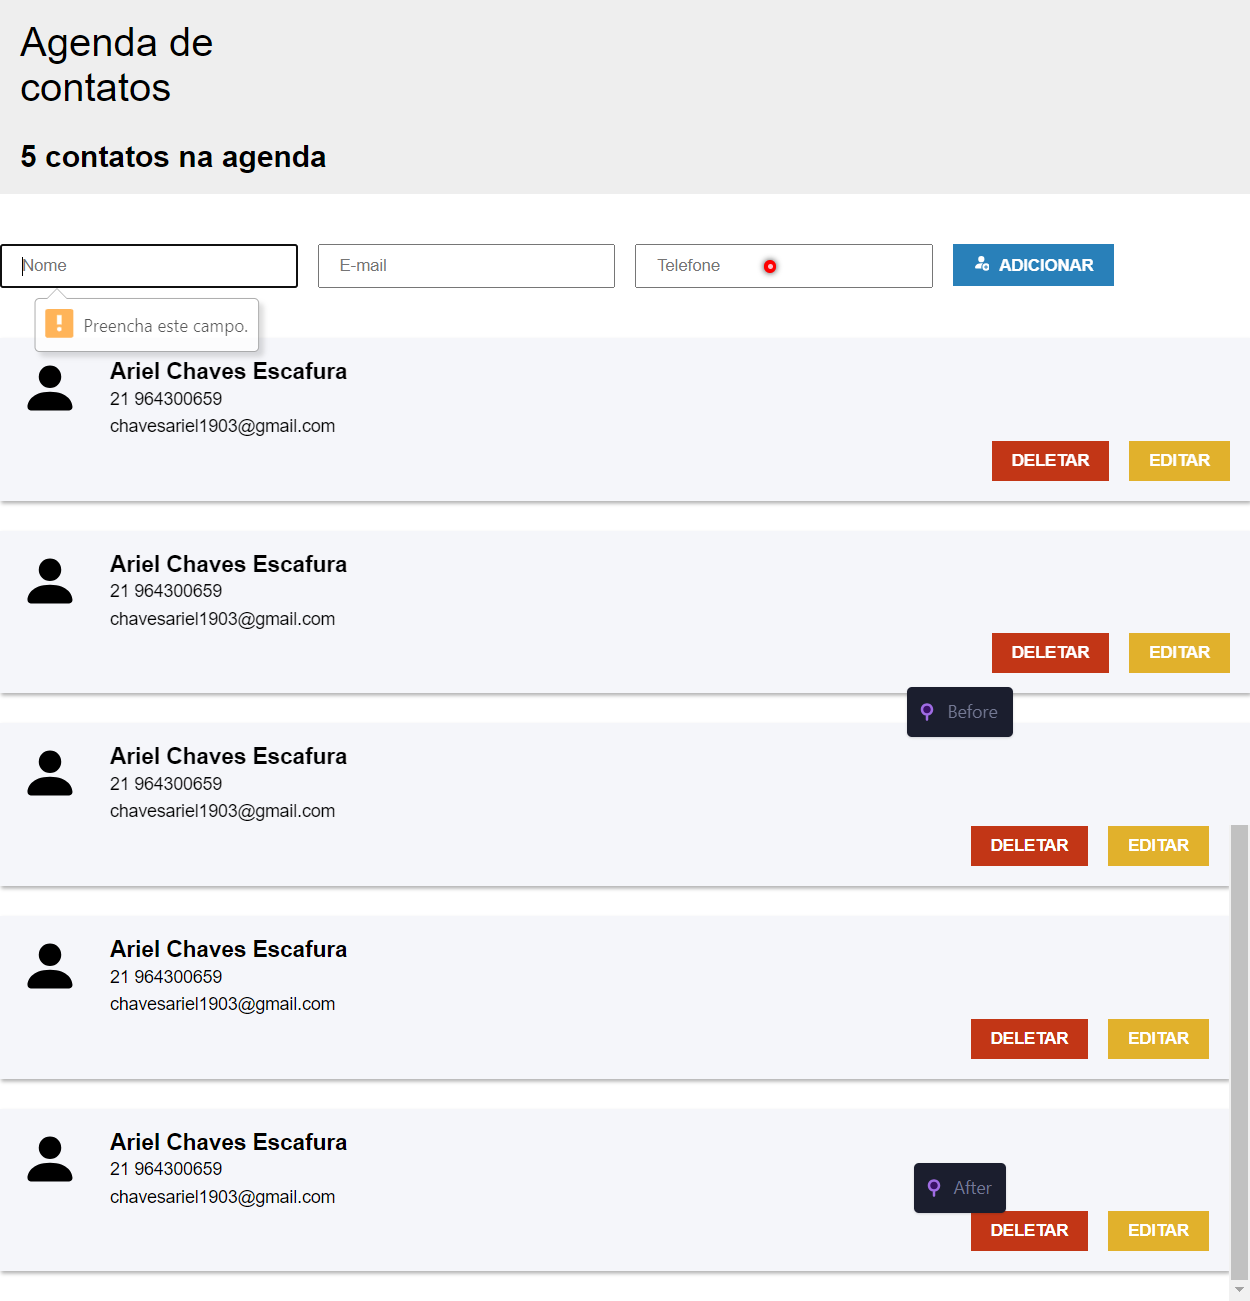 Agenda de
contatos
5 contatos na agenda
Nome
E-mail
Telefone
ADICIONAR
Preencha este campo.
Ariel Chaves Escafura
21 964300659
chavesariel1903@gmail.com
DELETAR
EDITAR
Ariel Chaves Escafura
21 964300659
chavesariel1903@gmail.com
DELETAR
EDITAR
Before
Ariel Chaves Escafura
21 964300659
chavesariel1903@gmail.com
DELETAR
EDITAR
Ariel Chaves Escafura
21 964300659
chavesariel1903@gmail.com
DELETAR
EDITAR
Ariel Chaves Escafura
21 964300659
chavesariel1903@gmail.com
After
DELETAR
EDITAR